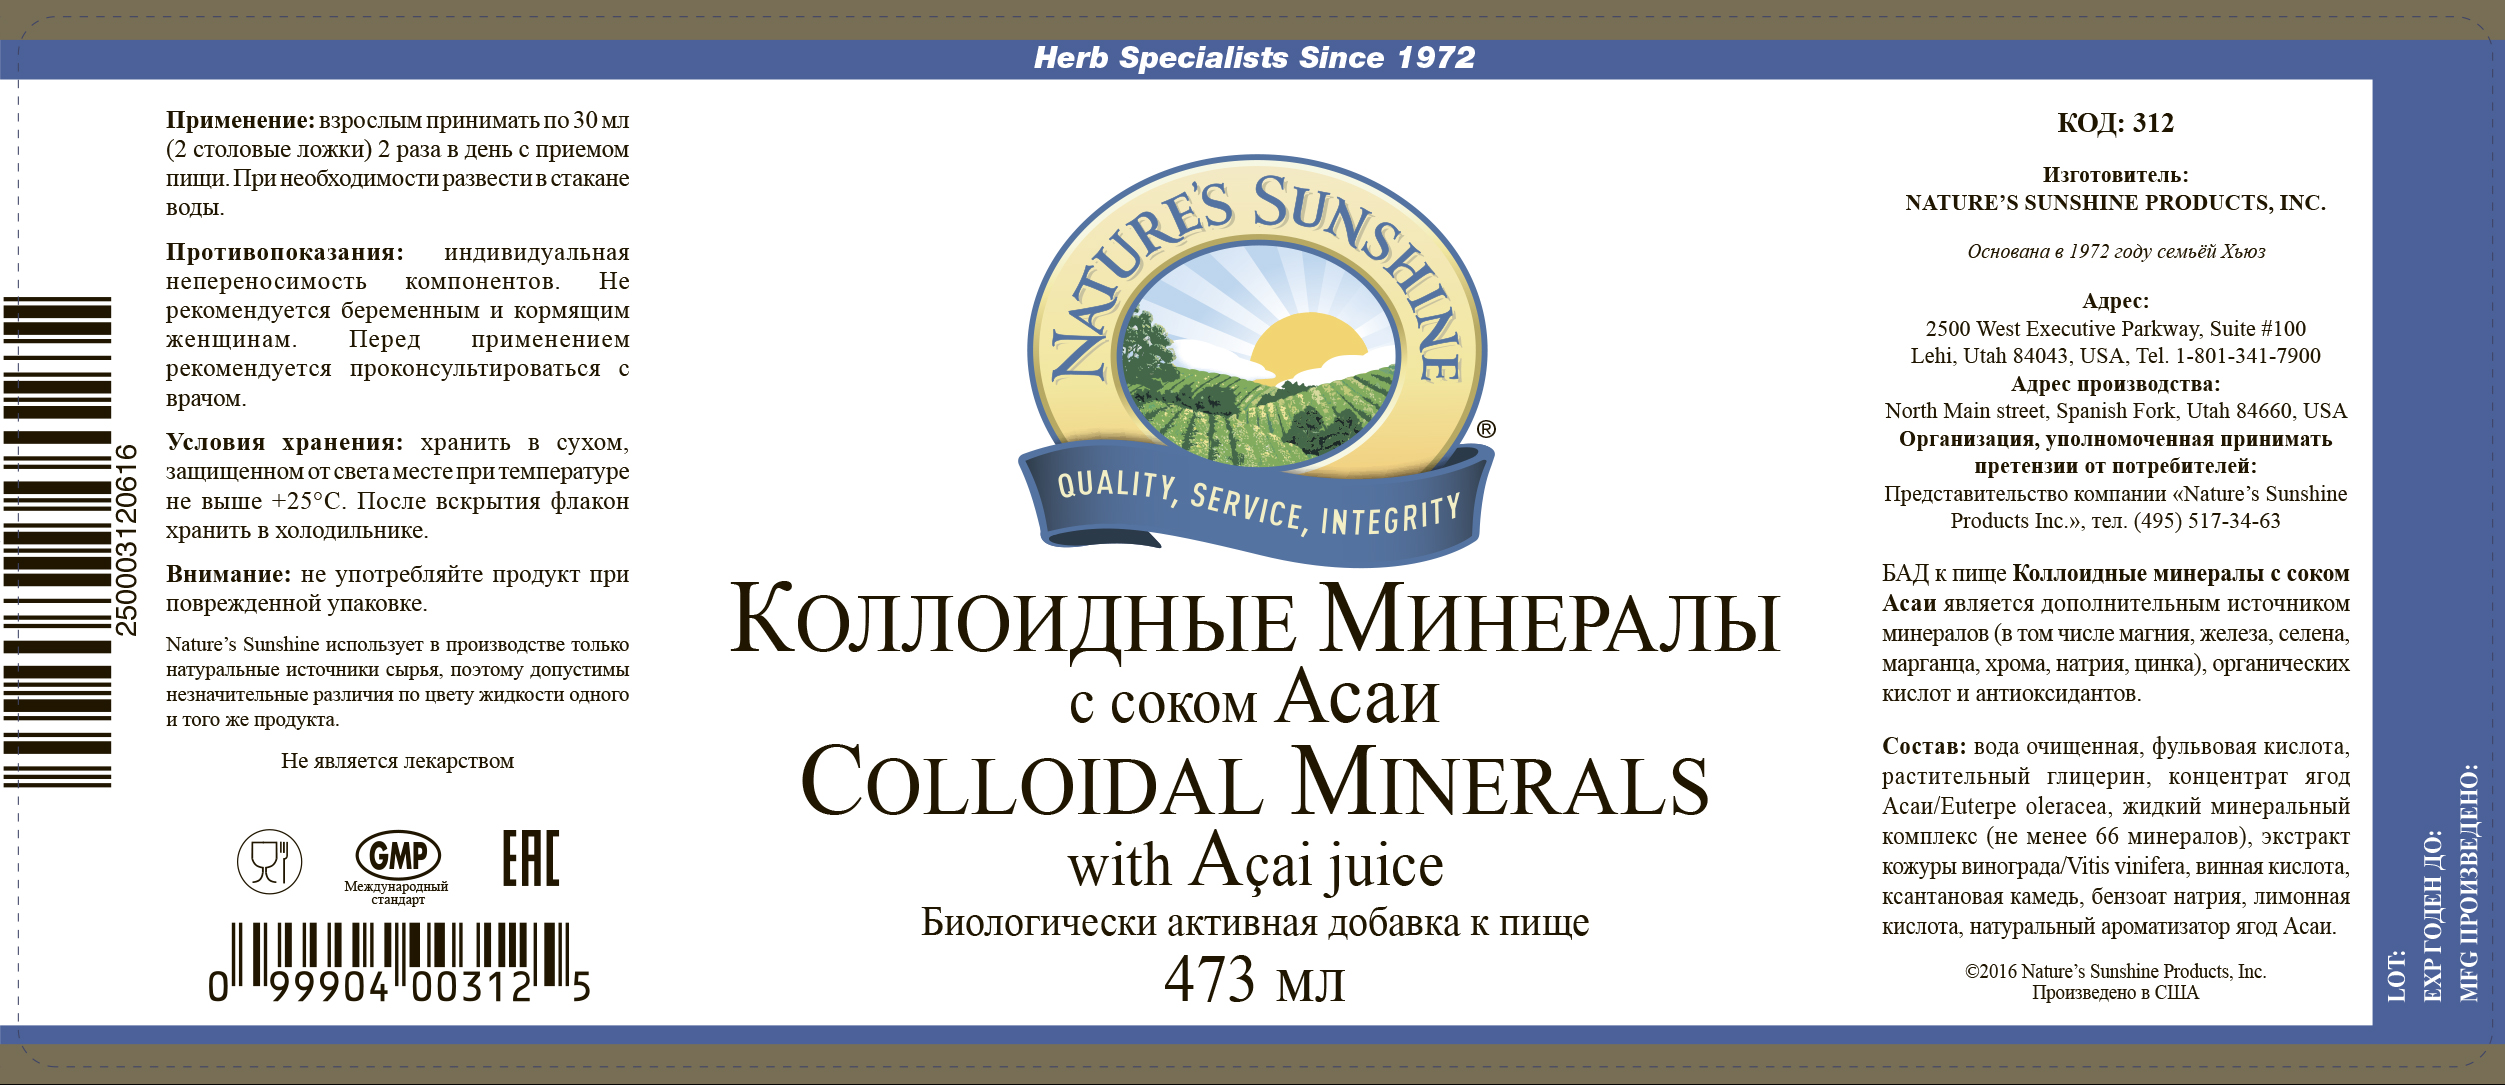 Herb Specialists Since 1972
Применение: взрослым принимать по 30 мл
(2 столовые ложки) 2 раза в день с приемом
пищи. При необходимости развести в стакане
воды.
Противопоказания: индивидуальная
непереносимость компонентов. Не
рекомендуется беременным и кормящим
женщинам. Перед применением
рекомендуется проконсультироваться с
врачом.
Условия хранения: хранить в сухом,
защищенном от света месте при температуре
не выше +25°С. После вскрытия флакон
хранить в холодильнике.
Внимание: не употребляйте продукт при
поврежденной упаковке.
Nature’s Sunshine использует в производстве только
натуральные источники сырья, поэтому допустимы
незначительные различия по цвету жидкости одного
и того же продукта.
Не является лекарством
GMP
Международный
стандарт
EAC
0 99904 00312 5
250003120616
NATURE'S SUNSHINE
®
QUALITY, SERVICE, INTEGRITY
КОЛЛОИДНЫЕ МИНЕРАЛЫ
с соком Асаи
COLLOIDAL MINERALS
with Açai juice
Биологически активная добавка к пище
473 мл
КОД: 312
Изготовитель:
NATURE’S SUNSHINE PRODUCTS, INC.
Основана в 1972 году семьёй Хьюз
Адрес:
2500 West Executive Parkway, Suite #100
Lehi, Utah 84043, USA, Tel. 1-801-341-7900
Адрес производства:
North Main street, Spanish Fork, Utah 84660, USA
Организация, уполномоченная принимать
претензии от потребителей:
Представительство компании «Nature’s Sunshine
Products Inc.», тел. (495) 517-34-63
БАД к пище Коллоидные минералы с соком
Асаи является дополнительным источником
минералов (в том числе магния, железа, селена,
марганца, хрома, натрия, цинка), органических
кислот и антиоксидантов.
Состав: вода очищенная, фульвовая кислота,
растительный глицерин, концентрат ягод
Асаи/Euterpe oleracea, жидкий минеральный
комплекс (не менее 66 минералов), экстракт
кожуры винограда/Vitis vinifera, винная кислота,
ксантановая камедь, бензоат натрия, лимонная
кислота, натуральный ароматизатор ягод Асаи.
©2016 Nature’s Sunshine Products, Inc.
Произведено в США
LOT:
EXP ГОДЕН ДО:
MFG ПРОИЗВЕДЕНО: